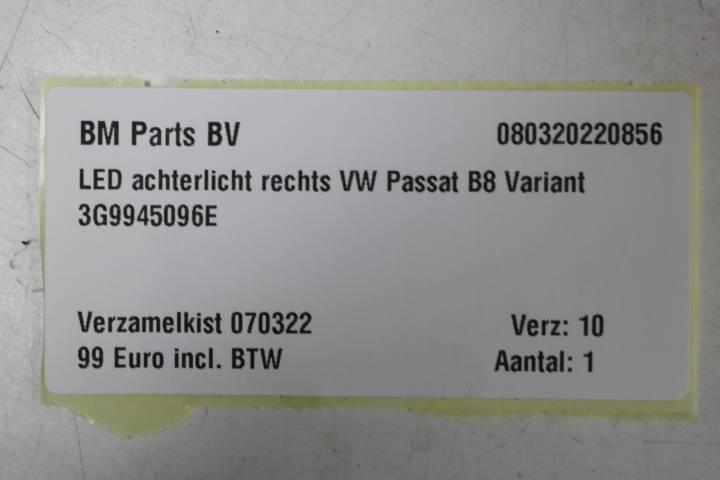 BM Parts BV 080320220856
LED achterlicht rechts VW Passat B8 Variant
3G9945096E
Verzamelkist 070322 Verz: 10
99 Euro incl. BTW Aantal: 1